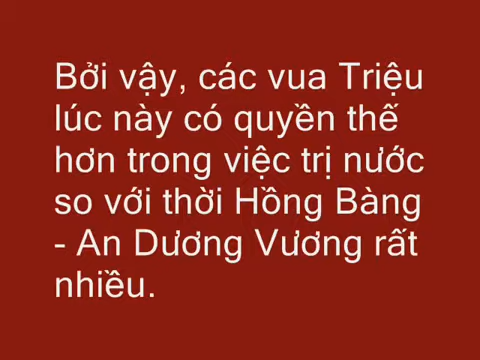 Bởi vậy, các vua Triệu
lúc này có quyền thế
hơn trong việc trị nước
so với thời Hồng Bàng
- An Dương Vương rất
nhiều.